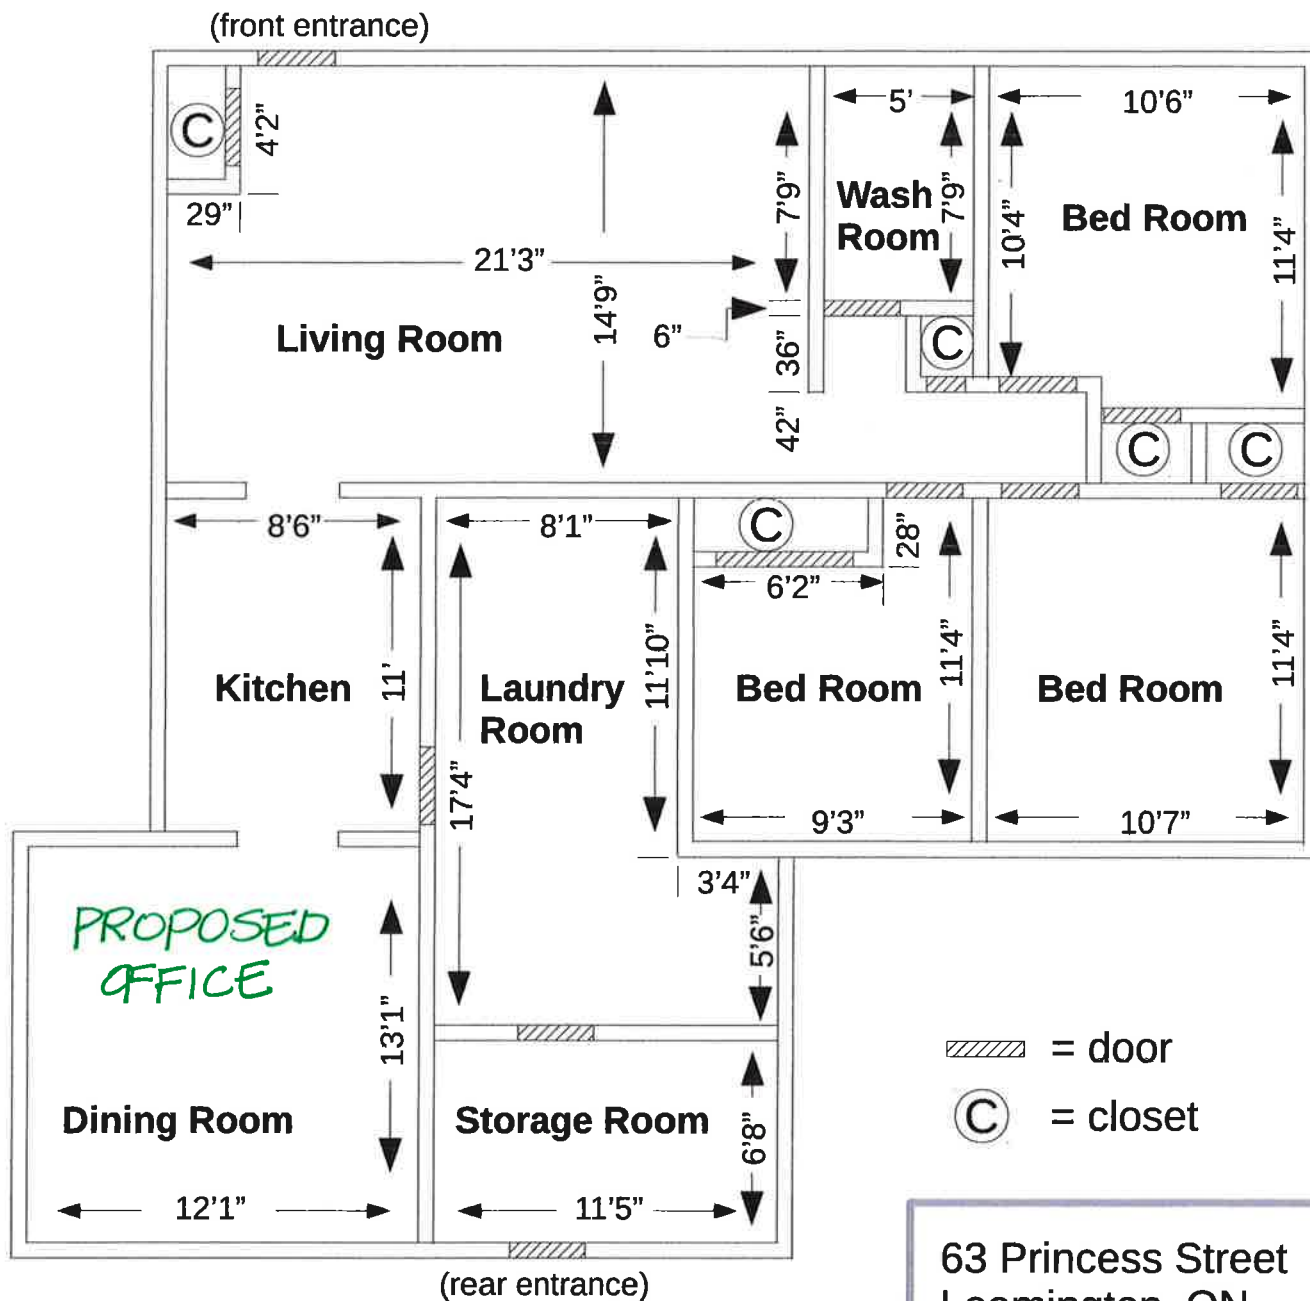 (front entrance)
C
4’2”
29”
21’3”
14’9”
Living Room
7’9”
6”
36”
42”
5’
Wash
Room
7’9”
C
10’6”
10’4”
Bed Room
11’4”
C
C
8’6”
Kitchen
11’
8’1”
17’4”
Laundry
Room
11’10”
C
28”
6’2”
Bed Room
11’4”
9’3”
Bed Room
11’4”
10’7”
3’4”
5’6”
PROPOSED
OFFICE
13’1”
Dining Room
12’1”
Storage Room
6’8”
11’5”
(rear entrance)
= door
C = closet
63 Princess Street
Leamington, ON